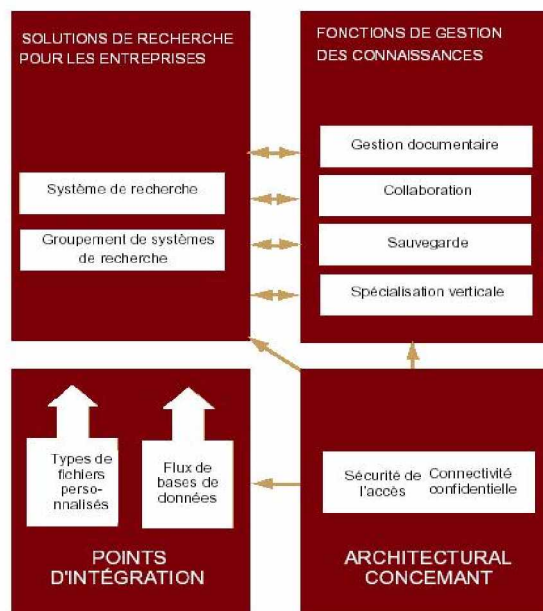 SOLUTIONS DE RECHERCHE
POUR LES ENTREPRISES
Système de recherche
Groupement de systèmes
de recherche
FONCTIONS DE GESTION
DES CONNAISSANCES
Gestion documentaire
Collaboration
Sauvegarde
Spécialisation verticale
Types de
fichiers
perso-
nnalisés
Flux de
bases de
données
POINTS
D'INTÉGRATION
Sécurité de
l'accès
Connectivité
confidentielle
ARCHITECTURAL
CONCEMANT